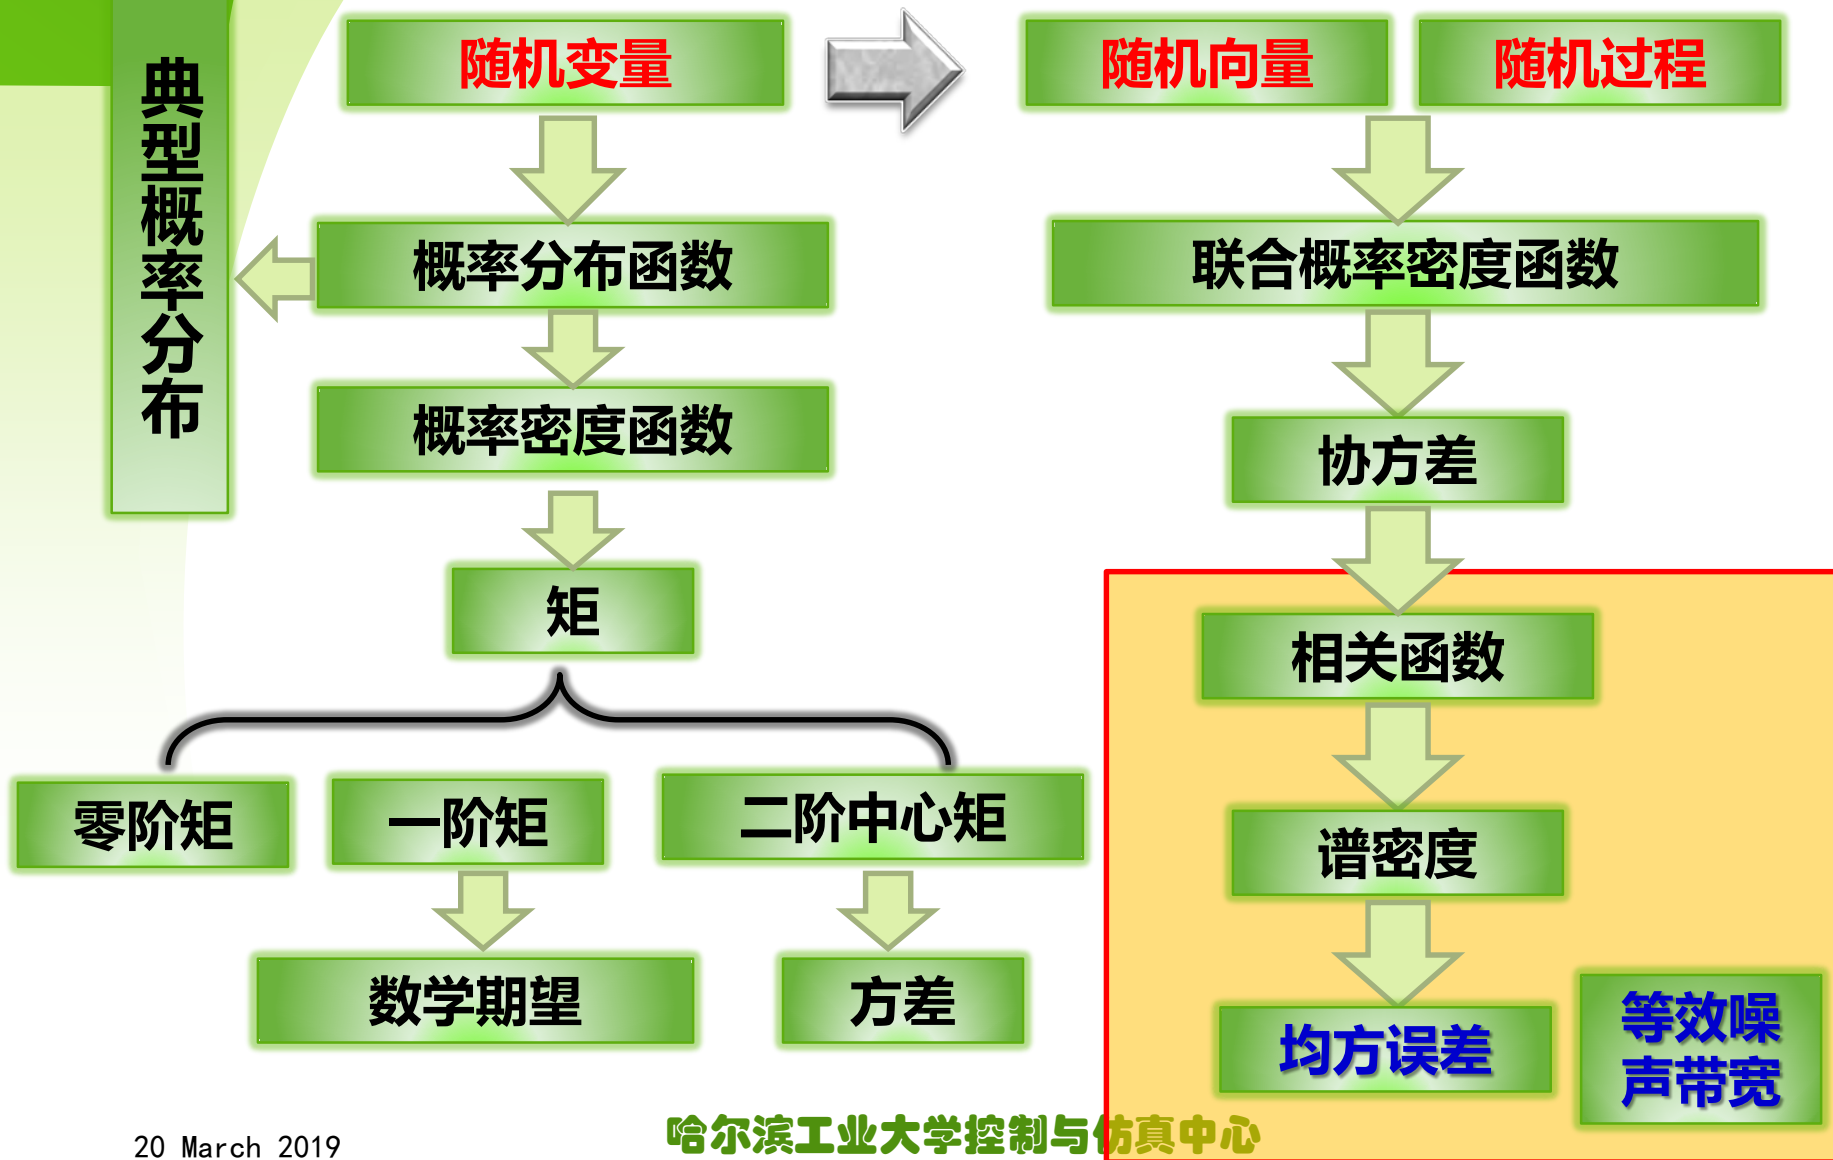 典型概率分布
随机变量
随机向量
随机过程
概率分布函数
联合概率密度函数
概率密度函数
协方差
矩
相关函数
零阶矩
一阶矩
二阶中心矩
谱密度
数学期望
方差
均方误差
等效噪
声带宽
哈尔滨工业大学控制与仿真中心
20 March 2019